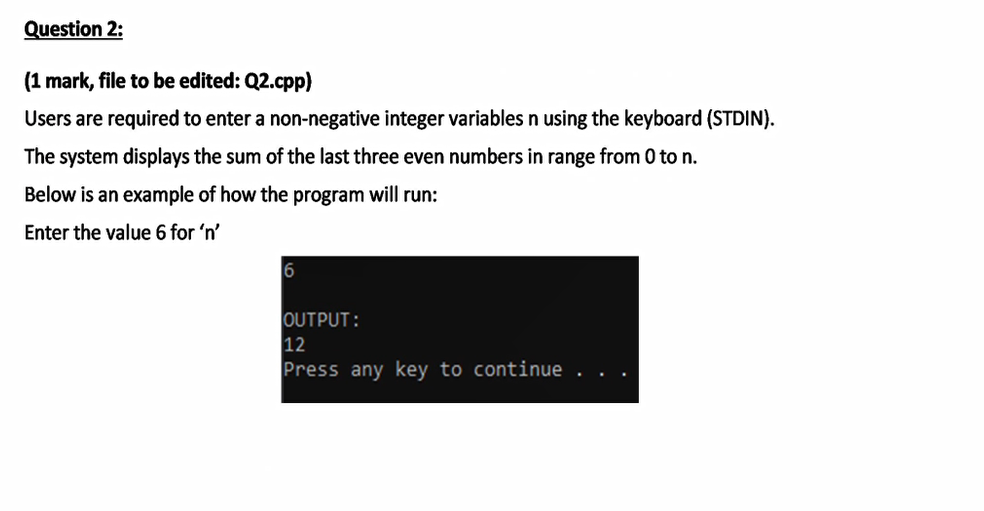 Question 2:
(1 mark, file to be edited: Q2.cpp)
Users are required to enter a non-negative integer variables n using the keyboard (STDIN).
The system displays the sum of the last three even numbers in range from 0 to n.
Below is an example of how the program will run:
Enter the value 6 for ‘n’
6
OUTPUT:
12
Press any key to continue . . .